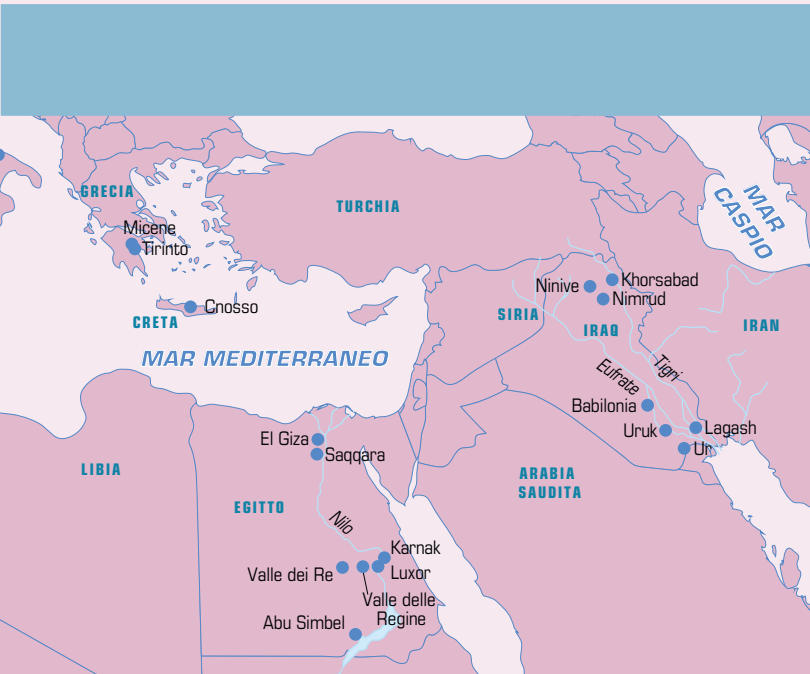 GRECIA
TURCHIA
MAR
CASPIO
Micene
Tirinto
Khorsabad
Ninive
Nimrud
Cnosso
CRETA
SIRIA
IRAQ
IRAN
MAR MEDITERRANEO
Eufrate
Tigri
Babilonia
Lagash
Uruk
Ur
El Giza
Saqqara
LIBIA
ARABIA
SAUDITA
EGITTO
Nilo
Karnak
Valle dei Re
Luxor
Valle delle
Regine
Abu Simbel